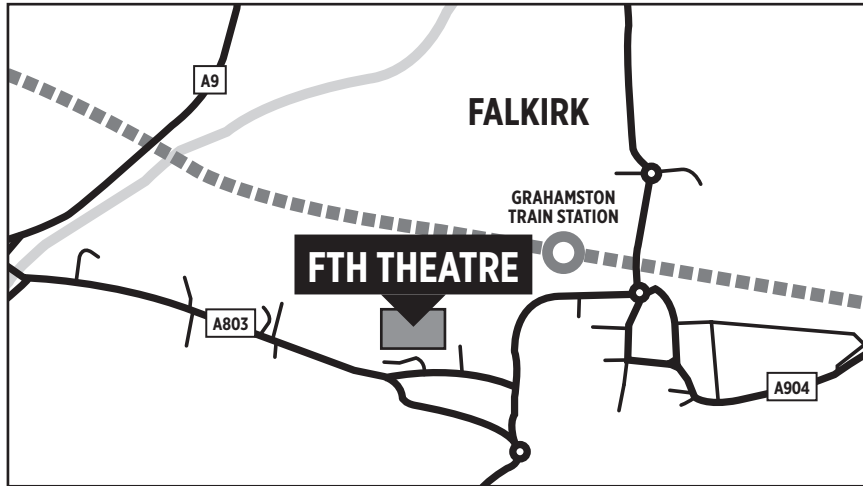 A9
FALKIRK
GRAHAMSTON
TRAIN STATION
FTH THEATRE
A803
A904